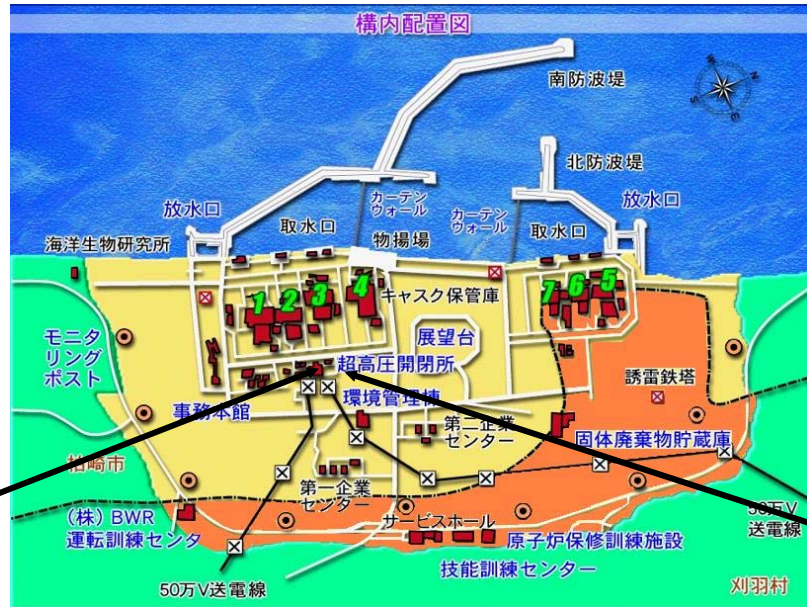 構内配置図
南防波堤
北防波堤
放水口
カーテン
ウォール
カーテン
ウォール
放水口
取水口
取水口
海洋生物研究所
物揚場
1
2
3
4
キャスク保管庫
7
6
5
モニタ
リング
ポスト
展望台
超高圧開閉所
誘雷鉄塔
事務本館
環境管理棟
第二企業
センター
固体廃棄物貯蔵庫
柏崎市
第一企業
センター
(株)BWR
運転訓練センタ
サービスホール
原子炉保修訓練施設
50万V
送電線
技能訓練センター
50万V送電線
刈羽村